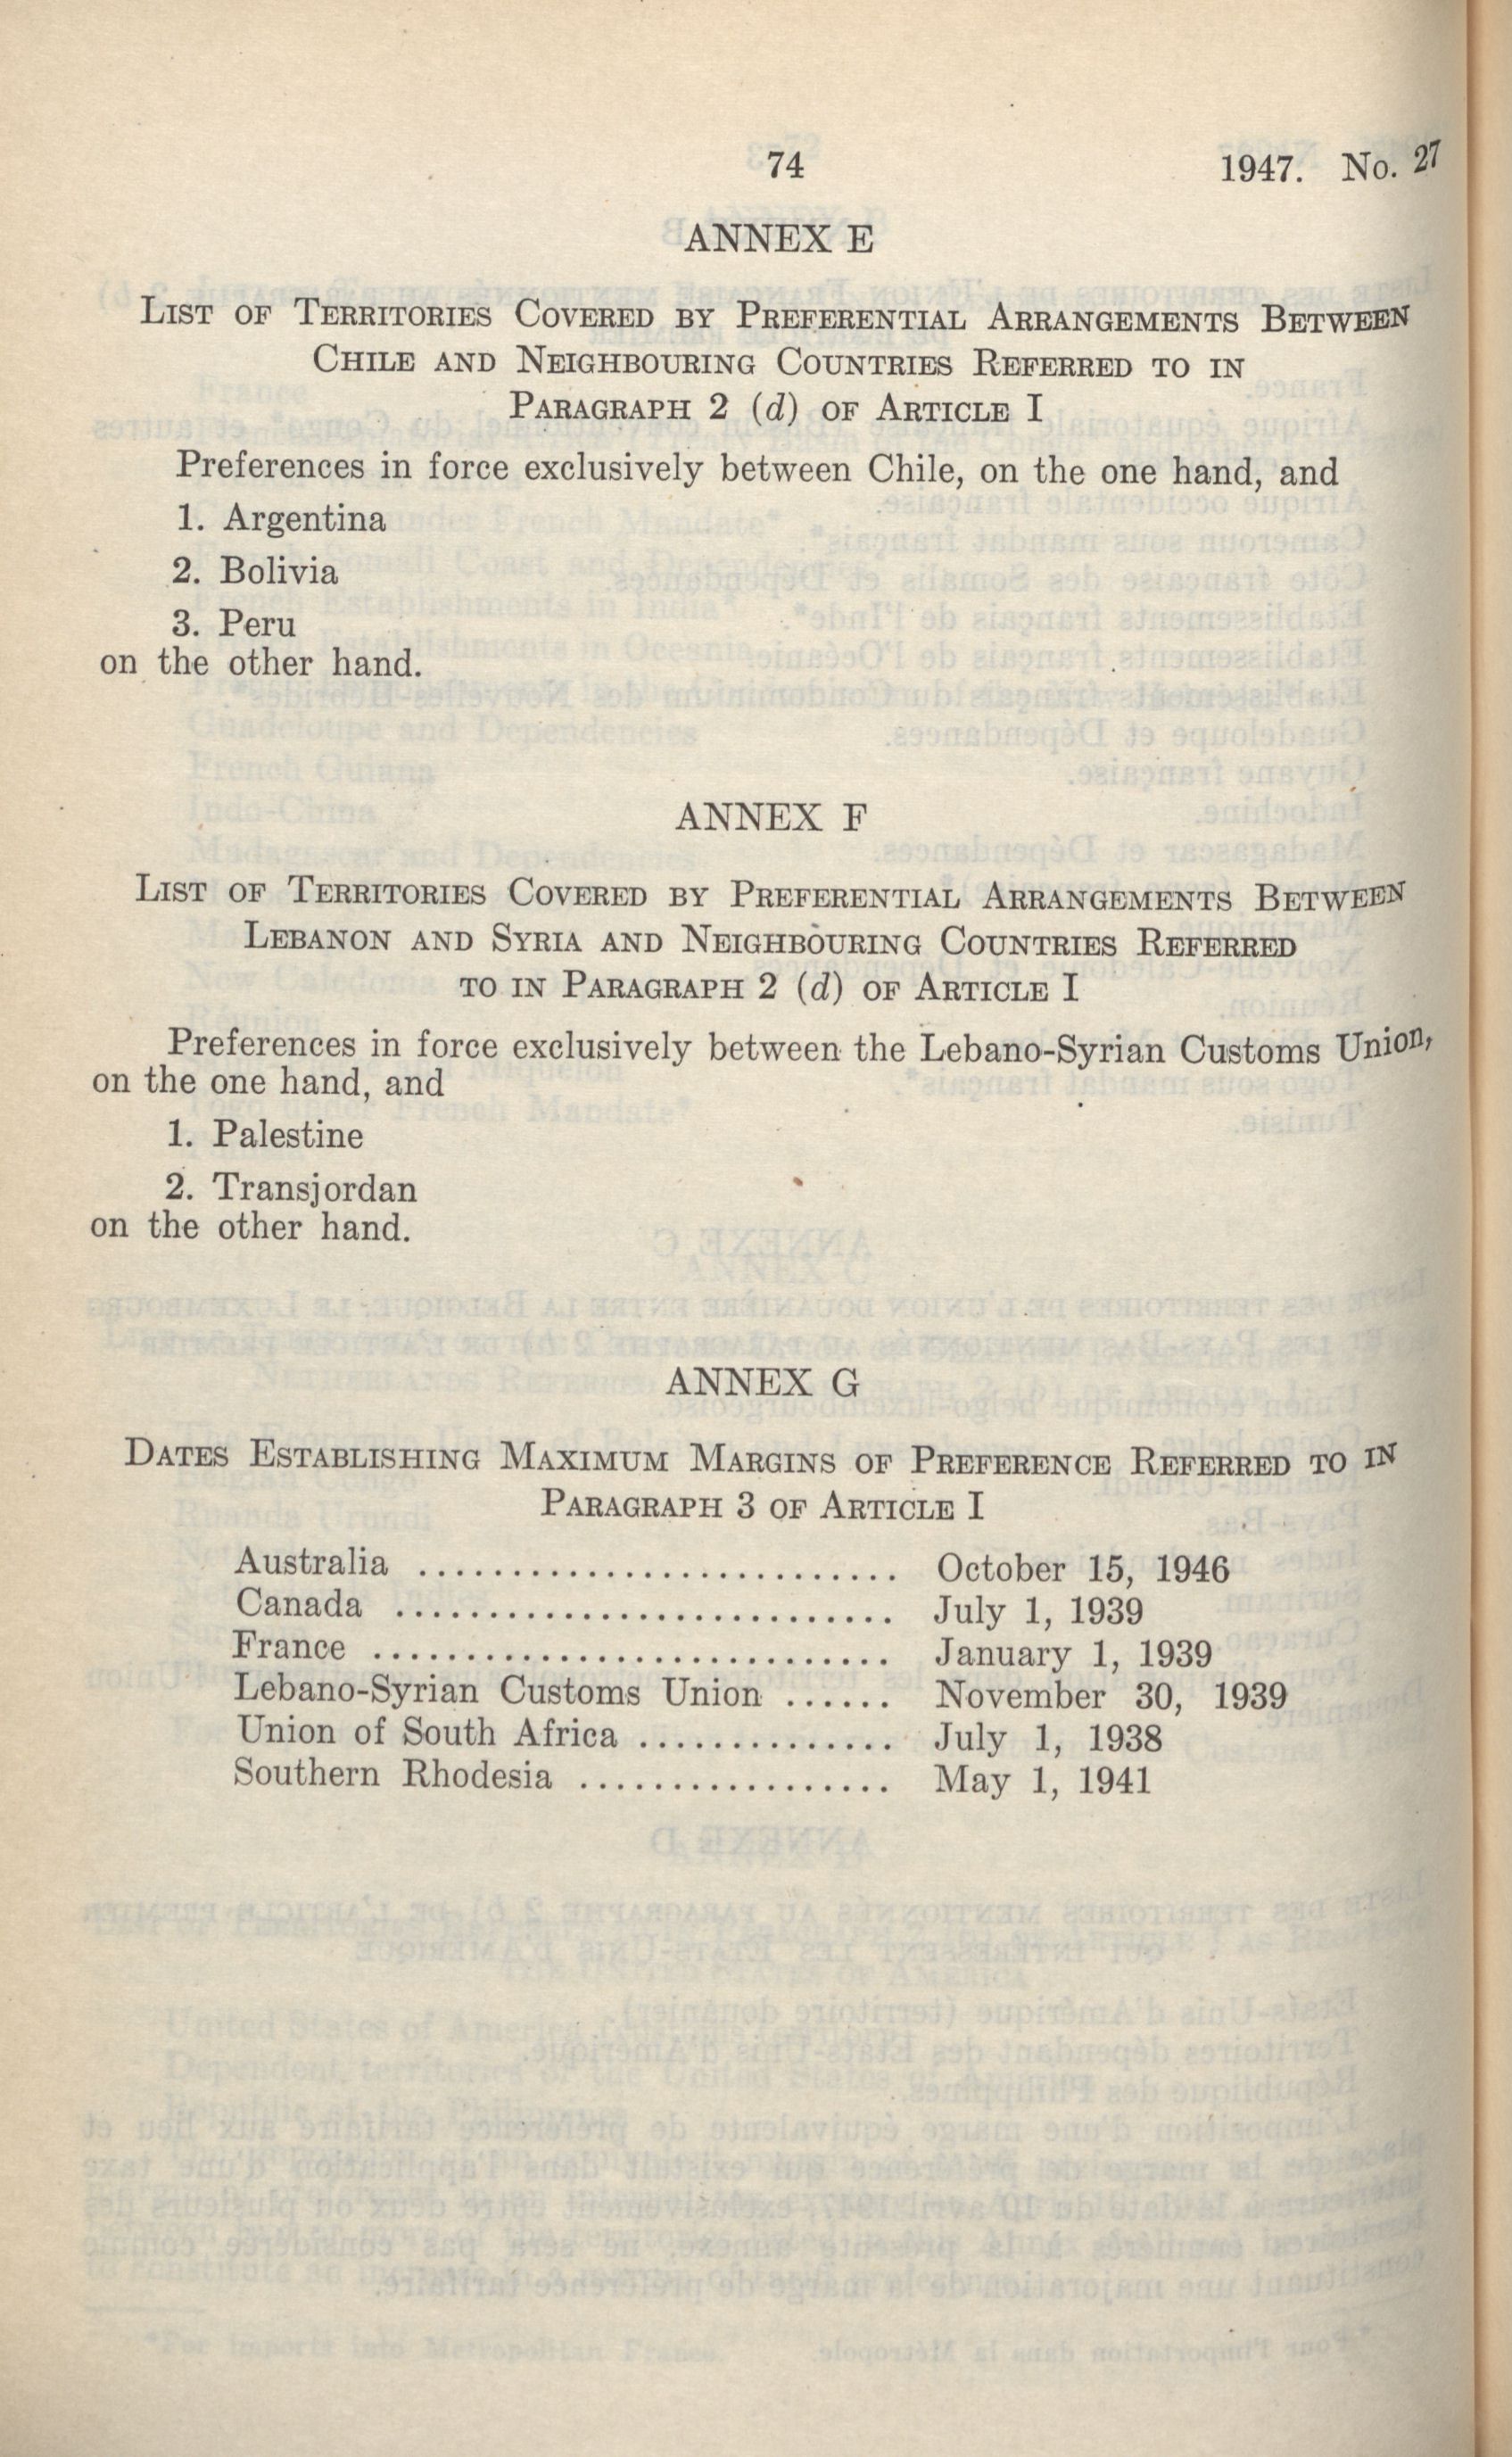 74
1947. No. 27
ANNEX E
LIST OF TERRITORIES COVERED BY PREFERENTIAL ARRANGEMENTS BETWEEN
CHILE AND NEIGHBOURING COUNTRIES REFERRED TO IN
PARAGRAPH 2 (d) OF ARTICLE I
Preferences in force exclusively between Chile, on the one hand, and
1. Argentina
2. Bolivia
3. Peru
on the other hand.
ANNEX F
LIST OF TERRITORIES COVERED BY PREFERENTIAL ARRANGEMENTS BETWEEN
LEBANON AND SYRIA AND NEIGHBOURING COUNTRIES REFERRED
TO IN PARAGRAPH 2 (d) OF ARTICLE I
Preferences in force exclusively between the Lebano-Syrian Customs Union,
on the one hand, and
1. Palestine
2. Transjordan
on the other hand.
ANNEX G
DATES ESTABLISHING MAXIMUM MARGINS OF PREFERENCE REFERRED TO IN
PARAGRAPH 3 OF ARTICLE I
Australia .......................... October 15, 1946
Canada ........................... July 1, 1939
France ............................ January 1, 1939
Lebano-Syrian Customs Union ...... November 30, 1939
Union of South Africa .............. July 1, 1938
Southern Rhodesia ................. May 1, 1941